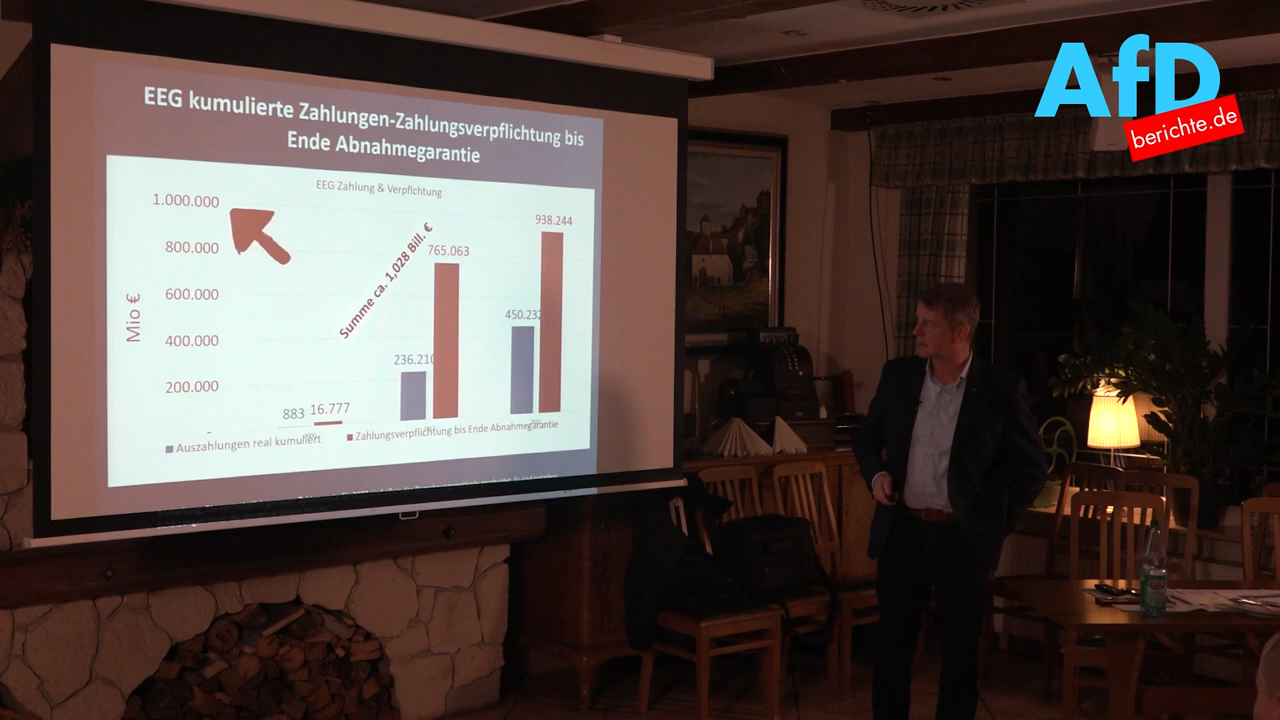 AfD
berichte.de
EEG kumulierte Zahlungen-Zahlungsverpflichtung bis
Ende Abnahmegarantie
EEG Zahlung & Verpflichtung
1.000.000
800.000
600.000
400.000
200.000
-
Mio €
Summe ca. 1,028 Bill. €
883
16.777
236.210
765.063
450.232
938.244
Auszahlungen real kumuliert
Zahlungsverpflichtung bis Ende Abnahmegarantie